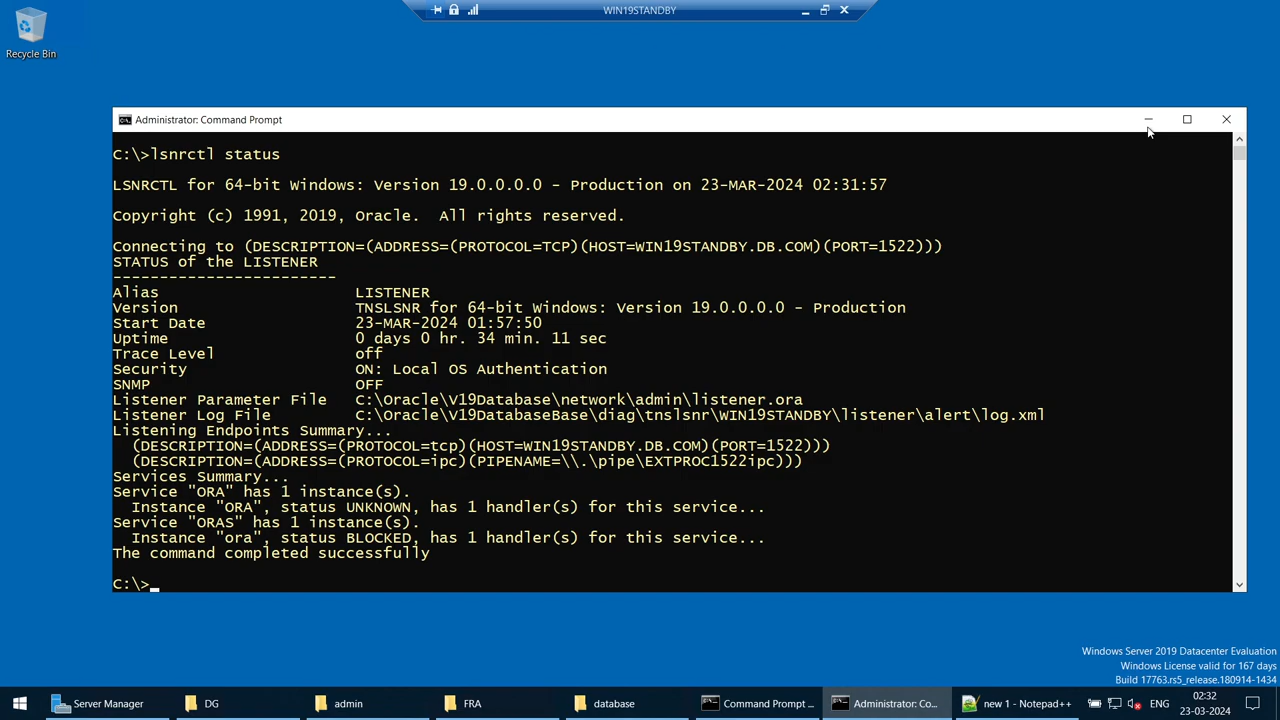 WIN19STANDBY
Recycle Bin
Administrator: Command Prompt
C:\>lsnrctl status
LSNRCTL for 64-bit Windows: Version 19.0.0.0.0 - Production on 23-MAR-2024 02:31:57
Copyright (c) 1991, 2019, Oracle.  All rights reserved.
Connecting to (DESCRIPTION=(ADDRESS=(PROTOCOL=TCP)(HOST=WIN19STANDBY.DB.COM)(PORT=1522)))
STATUS of the LISTENER
------------------------
Alias                     LISTENER
Version                   TNSLSNR for 64-bit Windows: Version 19.0.0.0.0 - Production
Start Date                23-MAR-2024 01:57:50
Uptime                    0 days 0 hr. 34 min. 11 sec
Trace Level               off
Security                  ON: Local OS Authentication
SNMP                      OFF
Listener Parameter File   C:\Oracle\V19Database\network\admin\listener.ora
Listener Log File         C:\Oracle\V19DatabaseBase\diag\tnslsnr\WIN19STANDBY\listener\alert\log.xml
Listening Endpoints Summary...
  (DESCRIPTION=(ADDRESS=(PROTOCOL=tcp)(HOST=WIN19STANDBY.DB.COM)(PORT=1522)))
  (DESCRIPTION=(ADDRESS=(PROTOCOL=ipc)(PIPENAME=\\.\pipe\EXTPROC1522ipc)))
Services Summary...
Service "ORA" has 1 instance(s).
  Instance "ORA", status UNKNOWN, has 1 handler(s) for this service...
Service "ORAS" has 1 instance(s).
  Instance "ora", status BLOCKED, has 1 handler(s) for this service...
The command completed successfully
C:\>
Windows Server 2019 Datacenter Evaluation
Windows License valid for 167 days
Build 17763.rs5_release.180914-1434
Server Manager
DG
admin
FRA
database
Command Prompt ...
Administrator: Co...
new 1 - Notepad++
ENG
02:32
23-03-2024